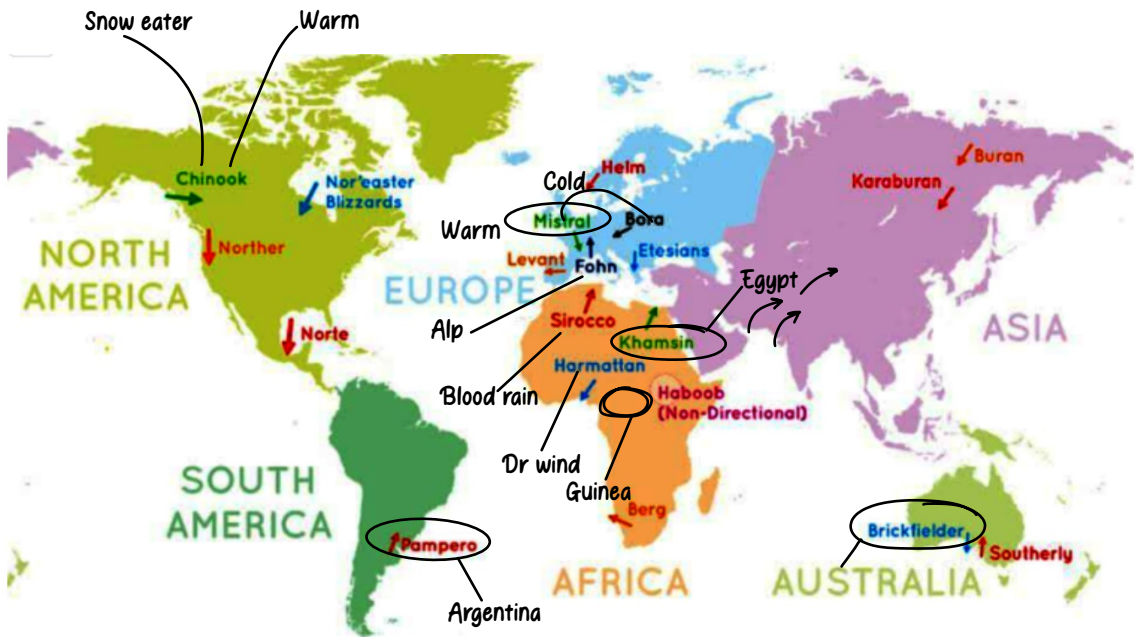 Snow eater
Warm
Chinook
Nor'easter
Blizzards
NORTH
AMERICA
Norther
Norte
Helm
Cold
Mistral
Bora
Warm
Levant
Fohn
Etesians
EUROPE
Alp
Buran
Karaburan
Egypt
ASIA
Sirocco
Khamsin
Harmattan
Blood rain
Haboob
(Non-Directional)
Dr wind
Guinea
Berg
AFRICA
SOUTH
AMERICA
Pampero
Argentina
Brickfielder
Southerly
AUSTRALIA